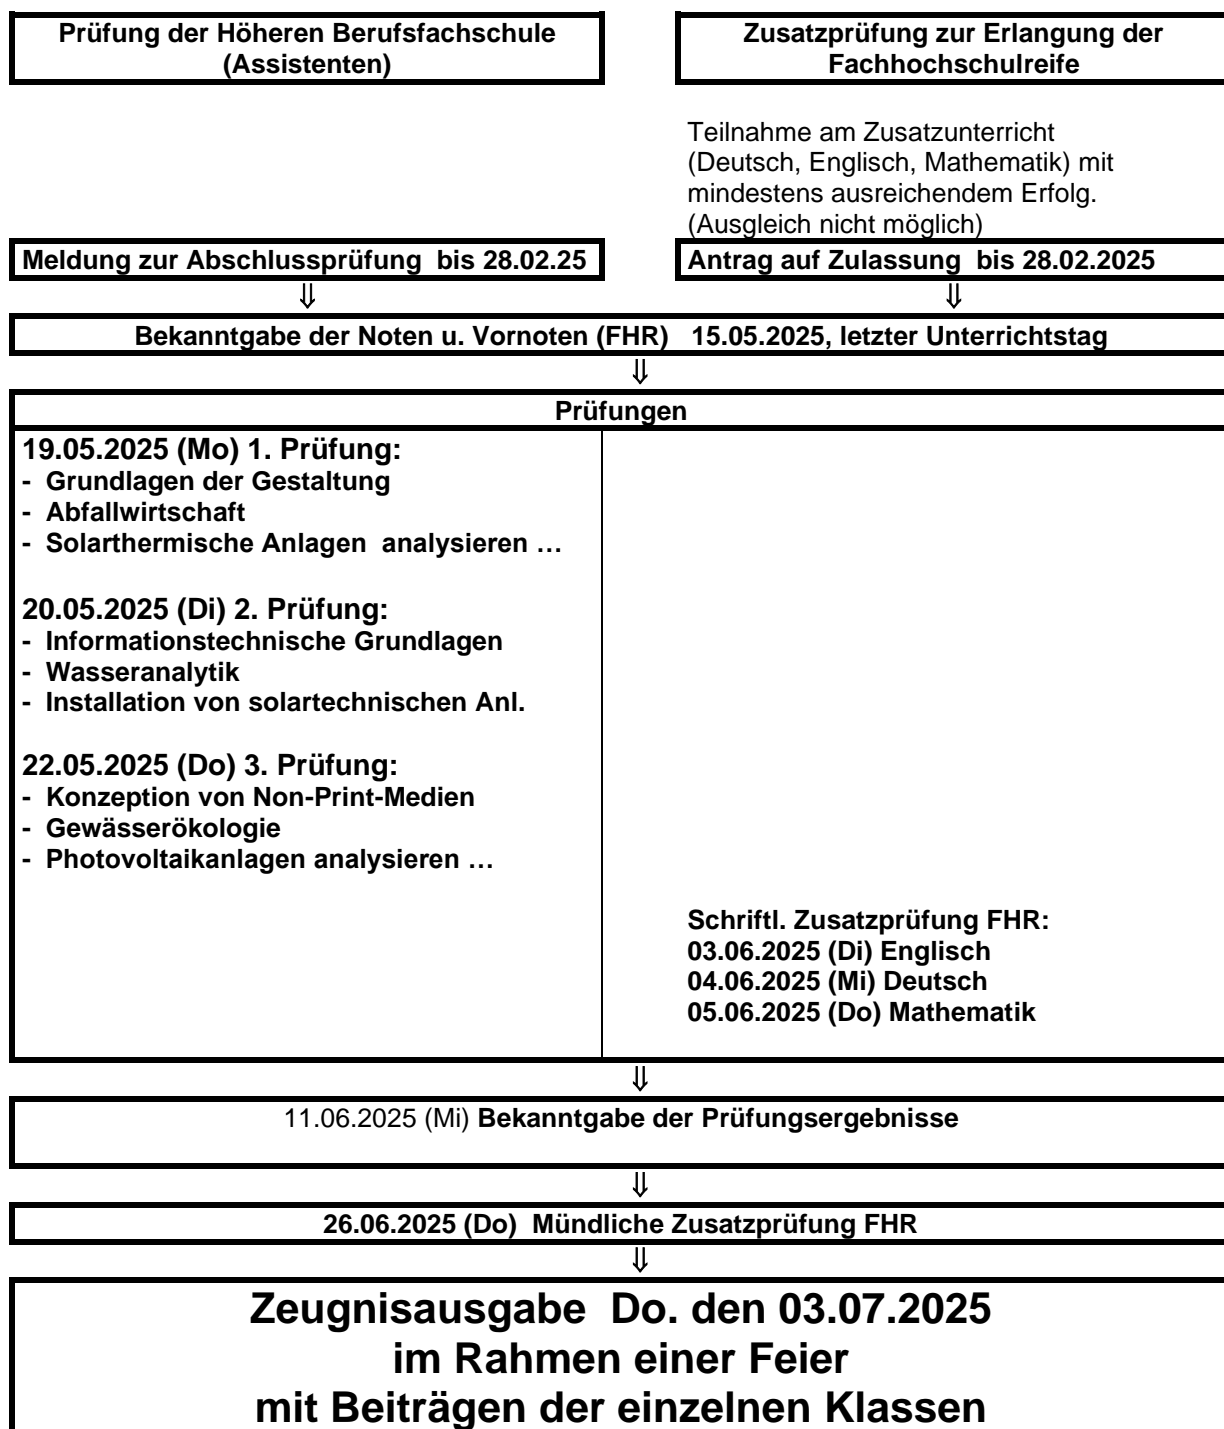 Prüfung der Höheren Berufsfachschule
(Assistenten)
Zusatzprüfung zur Erlangung der
Fachhochschulreife
Teilnahme am Zusatzunterricht
(Deutsch, Englisch, Mathematik) mit
mindestens ausreichendem Erfolg.
(Ausgleich nicht möglich)
Meldung zur Abschlussprüfung bis 28.02.25
Antrag auf Zulassung bis 28.02.2025
⇓ ⇓
Bekanntgabe der Noten u. Vornoten (FHR) 15.05.2025, letzter Unterrichtstag
⇓
Prüfungen
19.05.2025 (Mo) 1. Prüfung:
- Grundlagen der Gestaltung
- Abfallwirtschaft
- Solarthermische Anlagen analysieren …
20.05.2025 (Di) 2. Prüfung:
- Informationstechnische Grundlagen
- Wasseranalytik
- Installation von solartechnischen Anl.
22.05.2025 (Do) 3. Prüfung:
- Konzeption von Non-Print-Medien
- Gewässerökologie
- Photovoltaikanlagen analysieren …
Schriftl. Zusatzprüfung FHR:
03.06.2025 (Di) Englisch
04.06.2025 (Mi) Deutsch
05.06.2025 (Do) Mathematik
⇓
11.06.2025 (Mi) Bekanntgabe der Prüfungsergebnisse
⇓
26.06.2025 (Do) Mündliche Zusatzprüfung FHR
⇓
Zeugnisausgabe Do. den 03.07.2025
im Rahmen einer Feier
mit Beiträgen der einzelnen Klassen